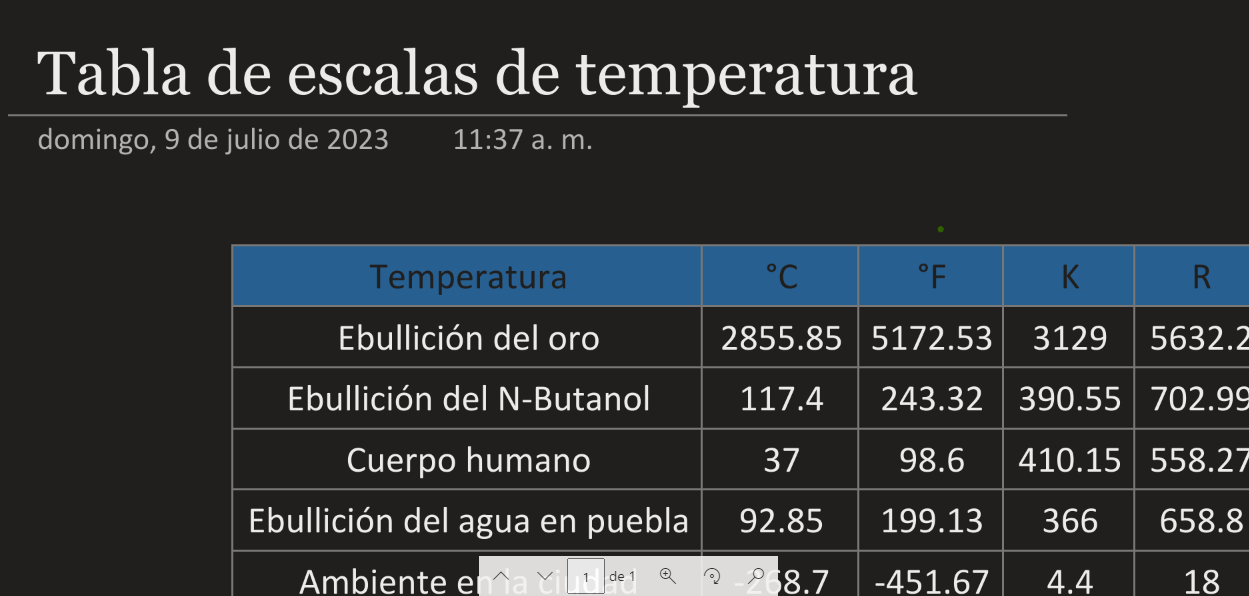 Tabla de escalas de temperatura
domingo, 9 de julio de 2023 11:37 a. m.
Temperatura °C °F K R
Ebullición del oro 2855.85 5172.53 3129 5632.2
Ebullición del N-Butanol 117.4 243.32 390.55 702.99
Cuerpo humano 37 98.6 410.15 558.27
Ebullición del agua en puebla 92.85 199.13 366 658.8
Ambiente en la ciudad -268.7 -451.67 4.4 18
1 de 1